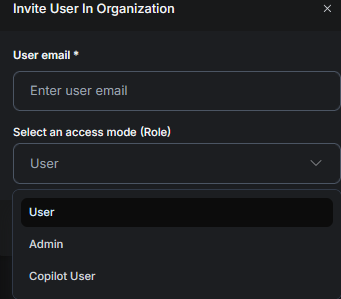 Invite User In Organization
User email *
Enter user email
Select an access mode (Role)
User
User
Admin
Copilot User